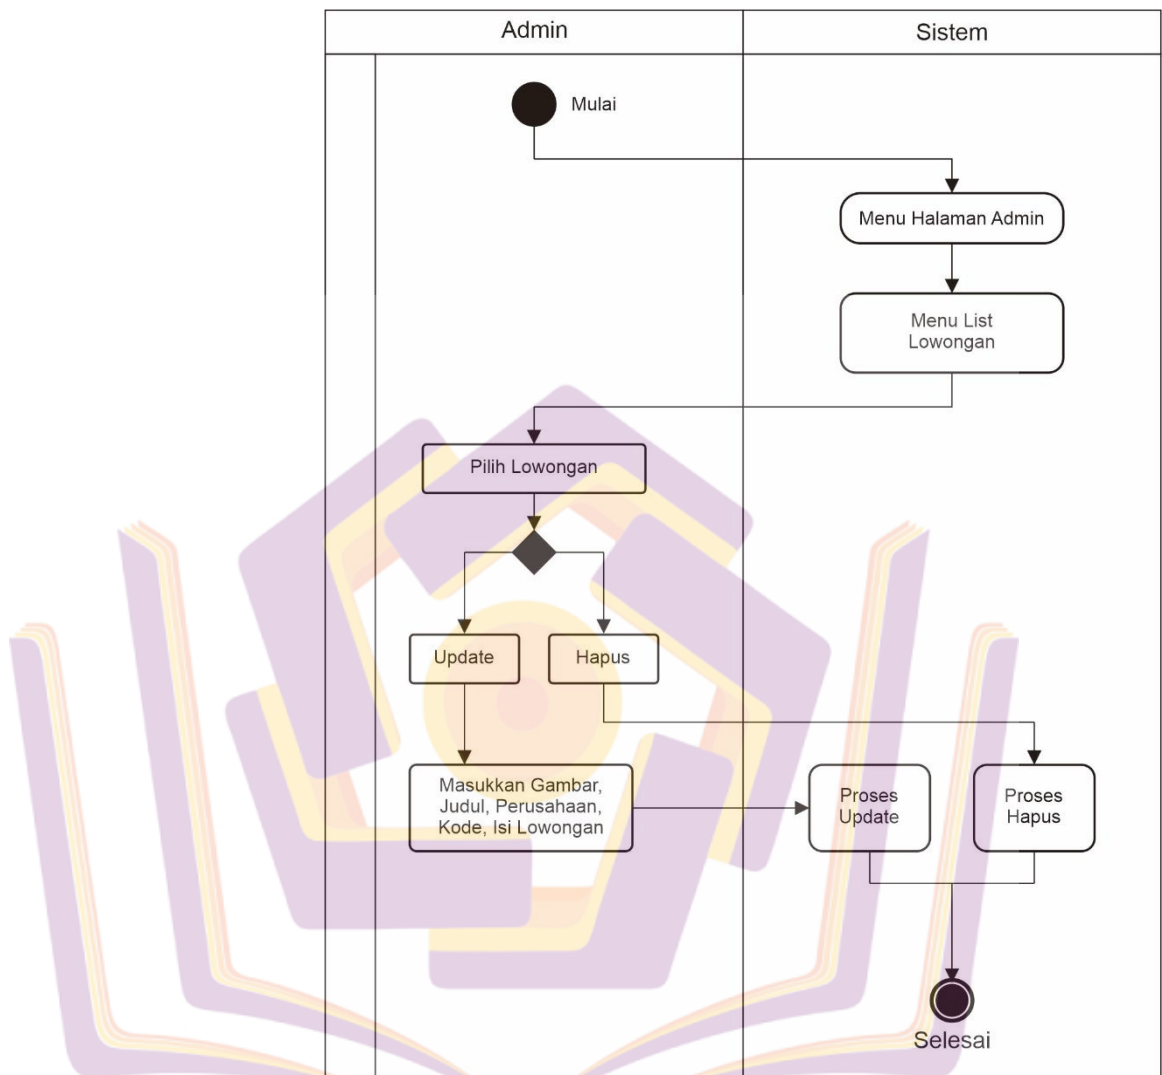 Admin
Sistem
Mulai
Menu Halaman Admin
Menu List
Lowongan
Pilih Lowongan
Update
Hapus
Masukkan Gambar,
Judul, Perusahaan,
Kode, Isi Lowongan
Proses
Update
Proses
Hapus
Selesai